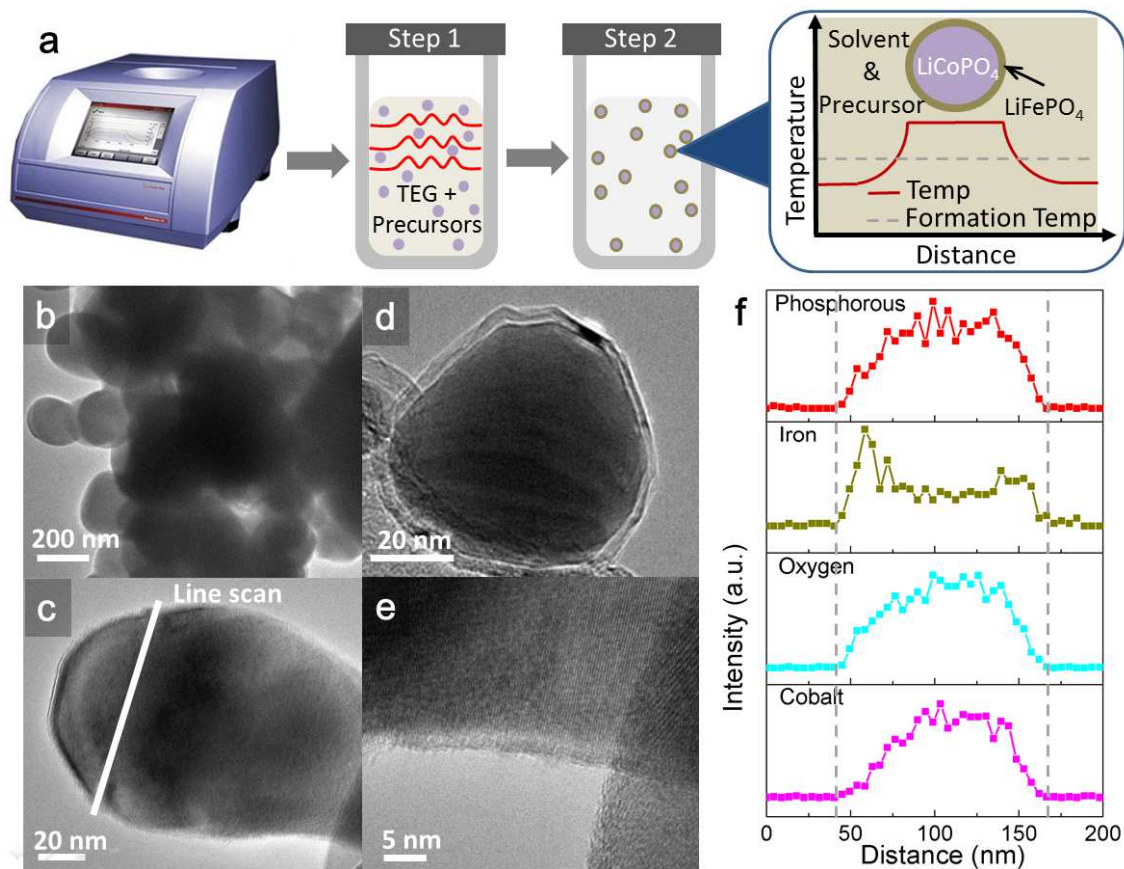 a
Step 1
TEG +
Precursors
Step 2
Solvent
&
Precursor
LiCoPO₄
LiFePO₄
Temperature
Temp
Formation Temp
Distance
b
200 nm
c
Line scan
20 nm
d
20 nm
e
5 nm
f
Phosphorous
Iron
Oxygen
Cobalt
Intensity (a.u.)
0 50 100 150 200
Distance (nm)